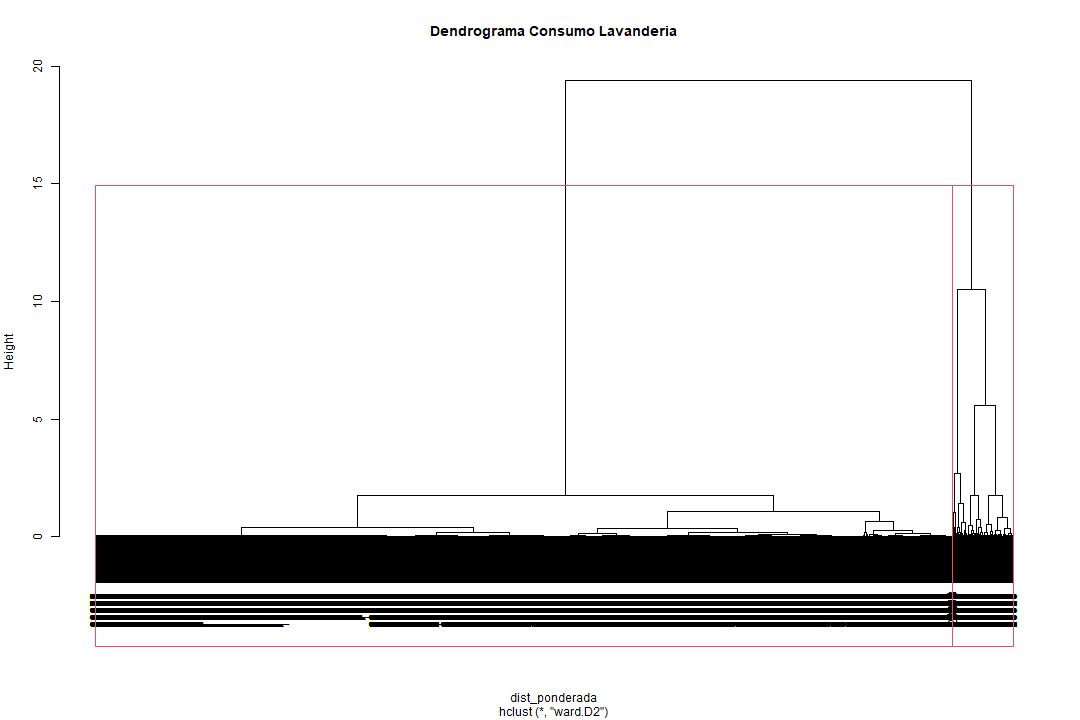 Dendrograma Consumo Lavanderia
20
15
10
5
0
Height
dist_ponderada
hclust (*, "ward.D2")